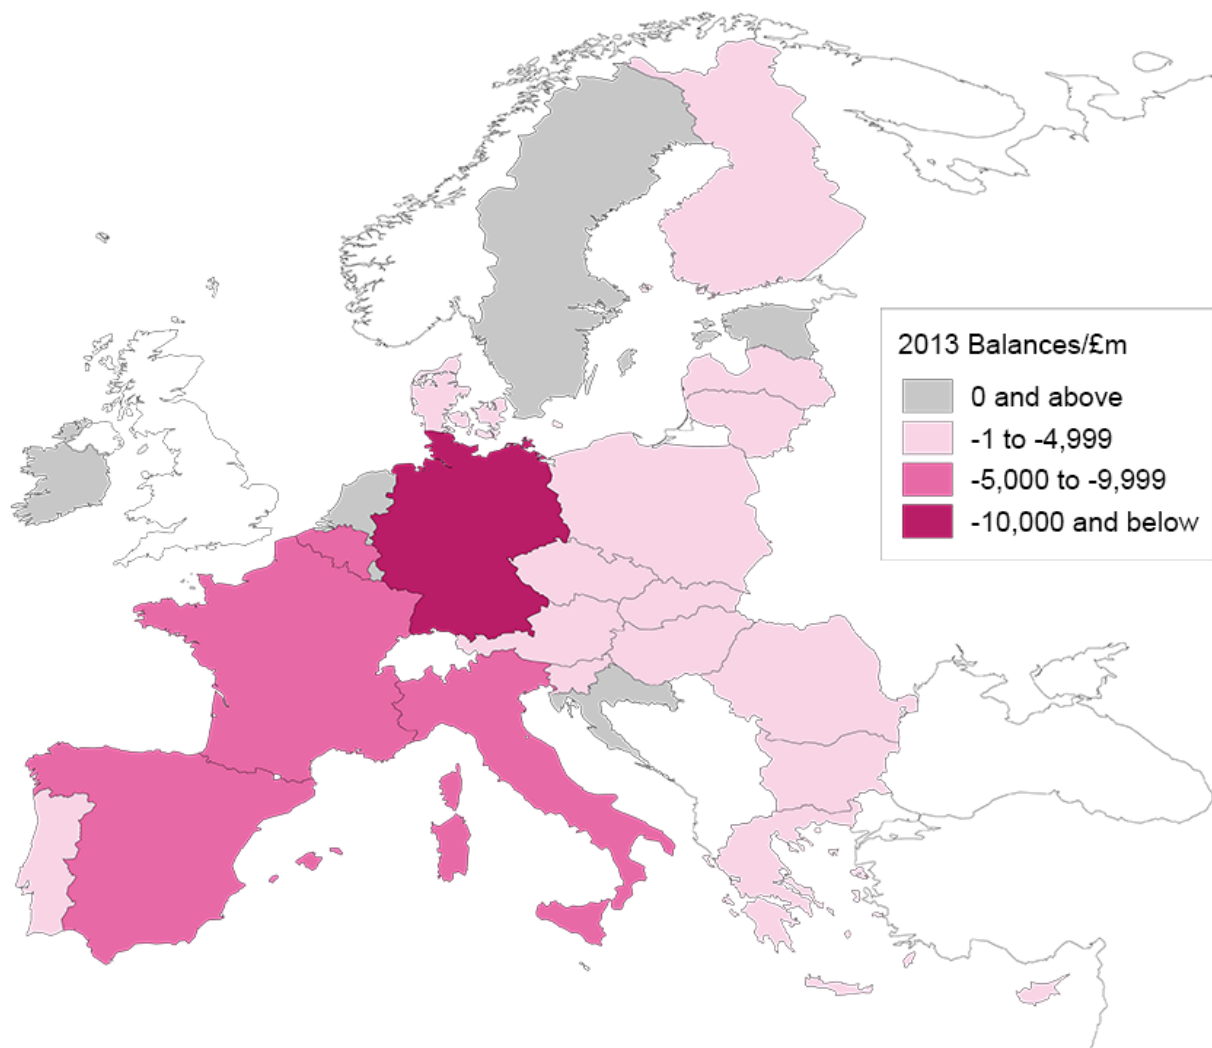 2013 Balances/£m
0 and above
-1 to -4,999
-5,000 to -9,999
-10,000 and below